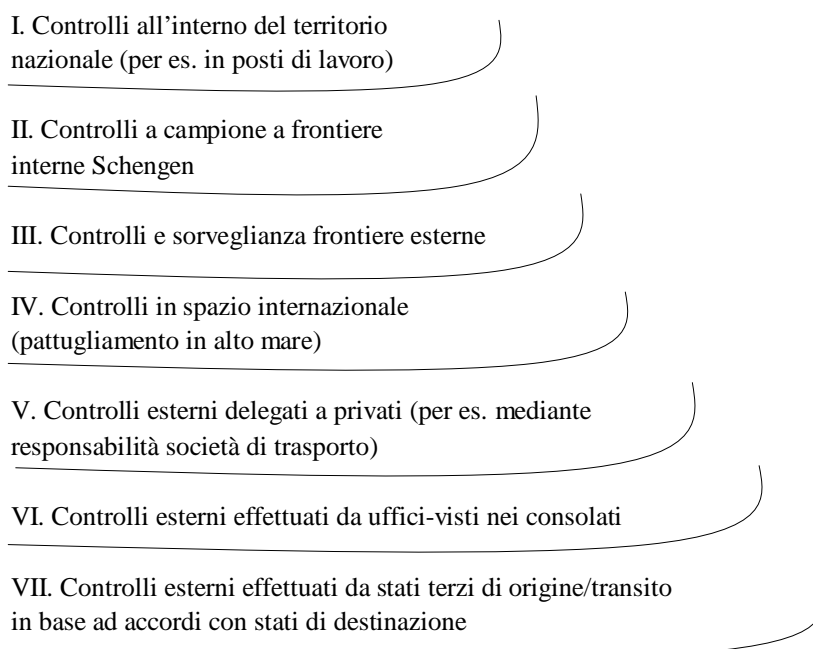 I. Controlli all’interno del territorio
nazionale (per es. in posti di lavoro)
II. Controlli a campione a frontiere
interne Schengen
III. Controlli e sorveglianza frontiere esterne
IV. Controlli in spazio internazionale
(pattugliamento in alto mare)
V. Controlli esterni delegati a privati (per es. mediante
responsabilità società di trasporto)
VI. Controlli esterni effettuati da uffici-visti nei consolati
VII. Controlli esterni effettuati da stati terzi di origine/transito
in base ad accordi con stati di destinazione